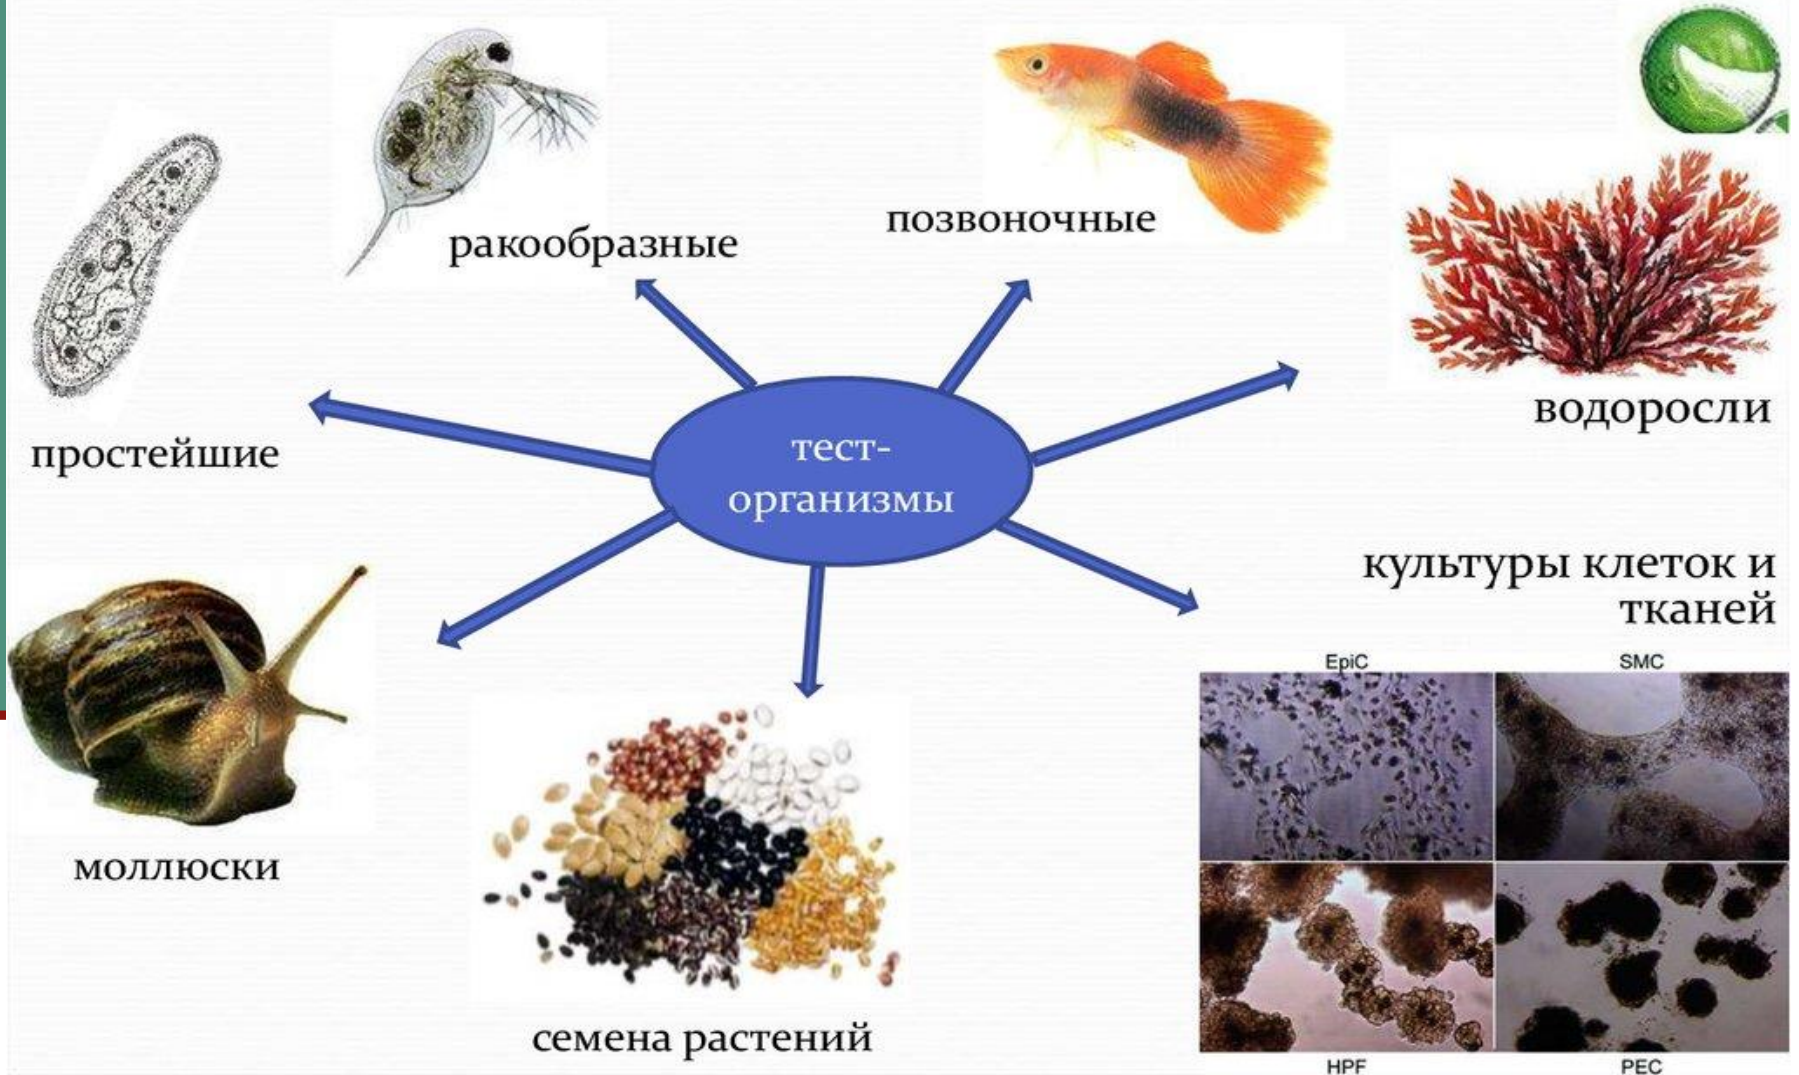 позвоночные
ракообразные
водоросли
простейшие
тест-
организмы
культуры клеток и
тканей
EpiC
SMC
моллюски
семена растений
HPF
PEC